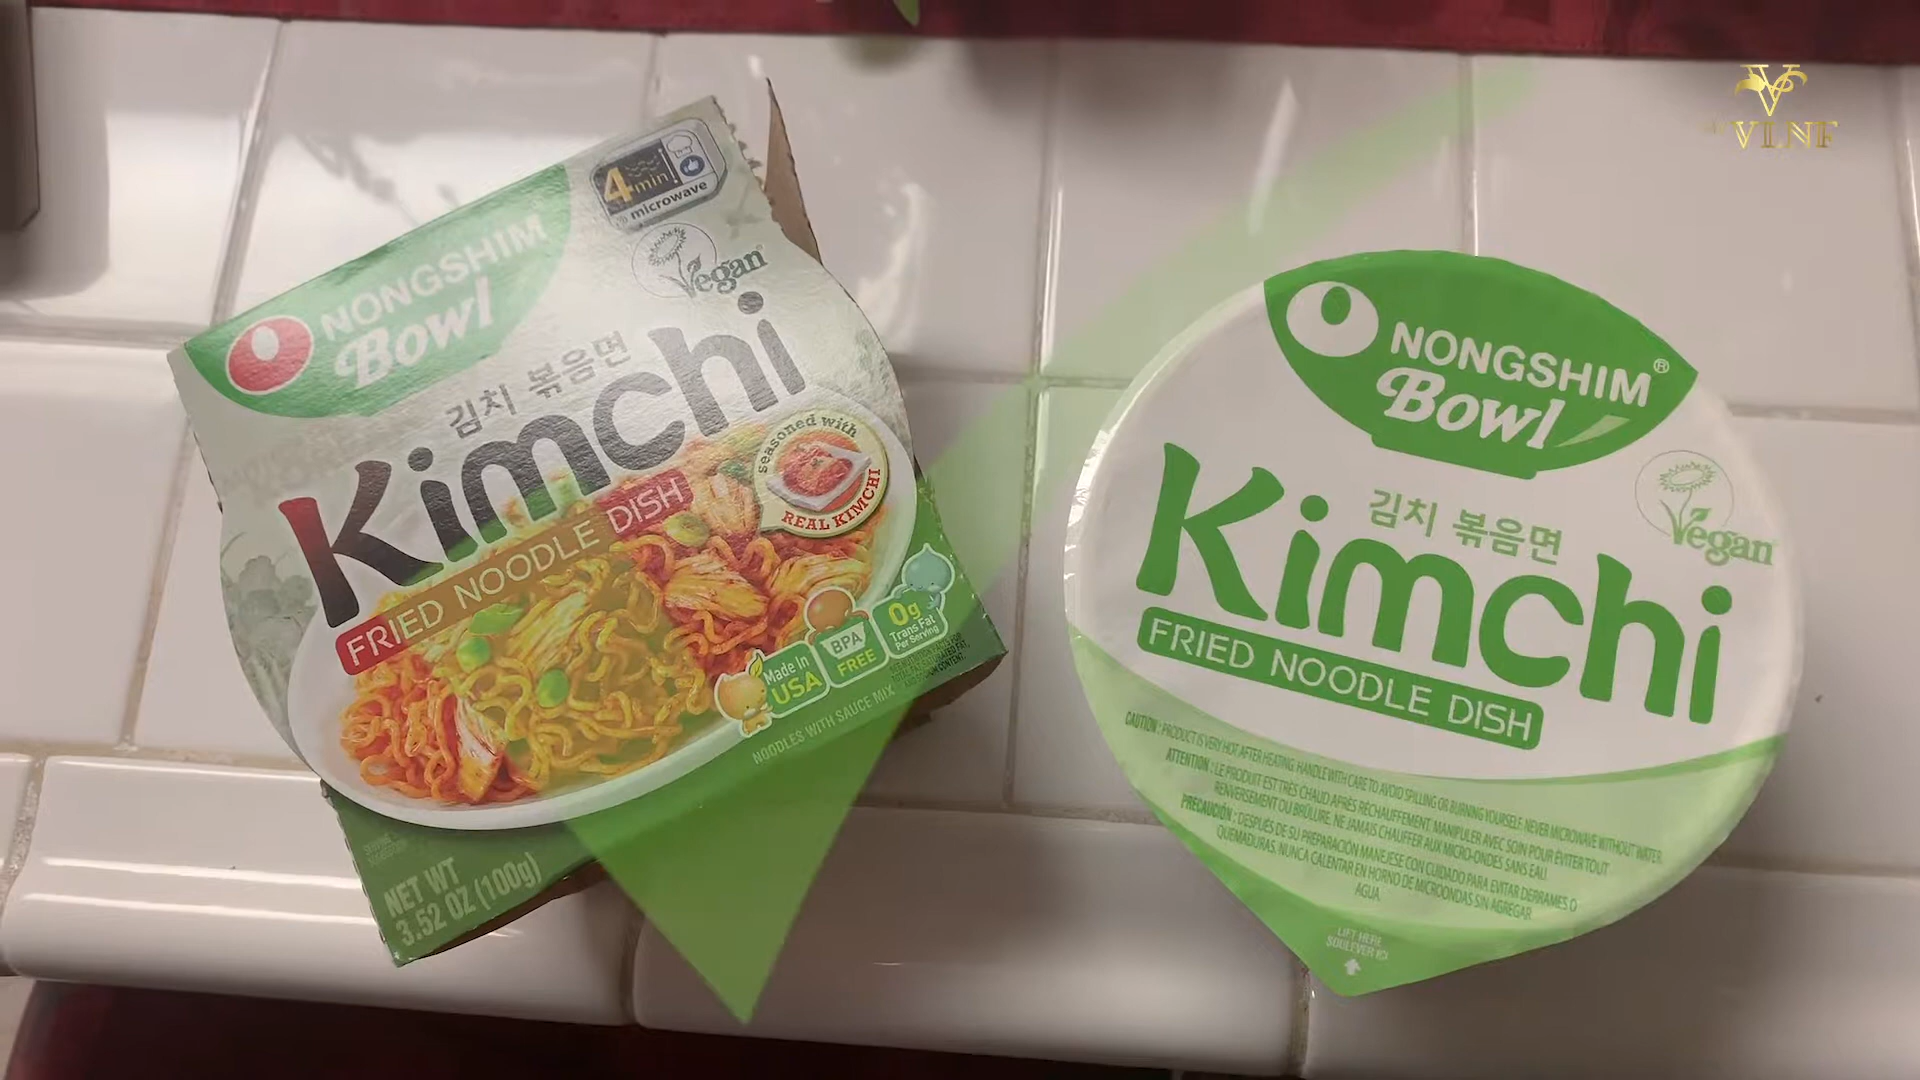 VLNF
4min
microwave
NONGSHIM
Bowl
Vegan
김치 볶음면
Kimchi
FRIED NOODLE DISH
seasoned with
REAL KIMCHI
Made In
USA
BPA
FREE
0g
Trans Fat
Per Serving
NOODLES WITH SAUCE MIX
NET WT
3.52 OZ (100g)
NONGSHIM®
Bowl
Vegan
김치 볶음면
Kimchi
FRIED NOODLE DISH
CAUTION : PRODUCT IS VERY HOT AFTER HEATING. HANDLE WITH CARE TO AVOID SPILLING OR BURNING YOURSELF. NEVER MICROWAVE WITHOUT WATER.
ATTENTION : LE PRODUIT EST TRÈS CHAUD APRÈS RÉCHAUFFEMENT. MANIPULER AVEC SOIN POUR ÉVITER TOUT
RENVERSEMENT OU BRÛLURE. NE JAMAIS CHAUFFER AUX MICRO-ONDES SANS EAU.
PRECAUCIÓN : DESPUÉS DE SU PREPARACIÓN MANEJESE CON CUIDADO PARA EVITAR DERRAMES O
QUEMADURAS. NUNCA CALENTAR EN HORNO DE MICROONDAS SIN AGREGAR
AGUA.
LIFT HERE
SOULEVER ICI